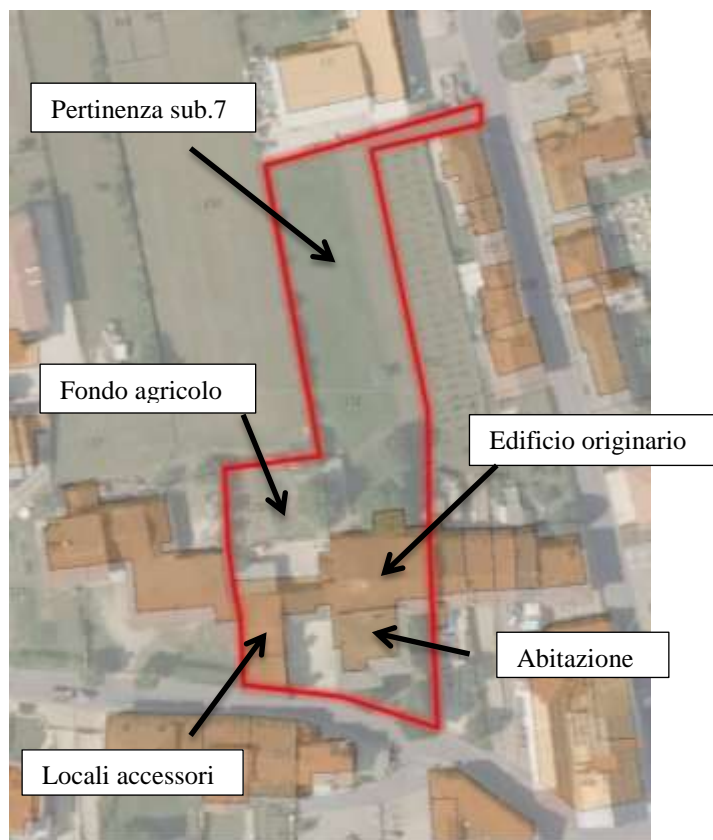 Pertinenza sub.7
Fondo agricolo
Edificio originario
Abitazione
Locali accessori